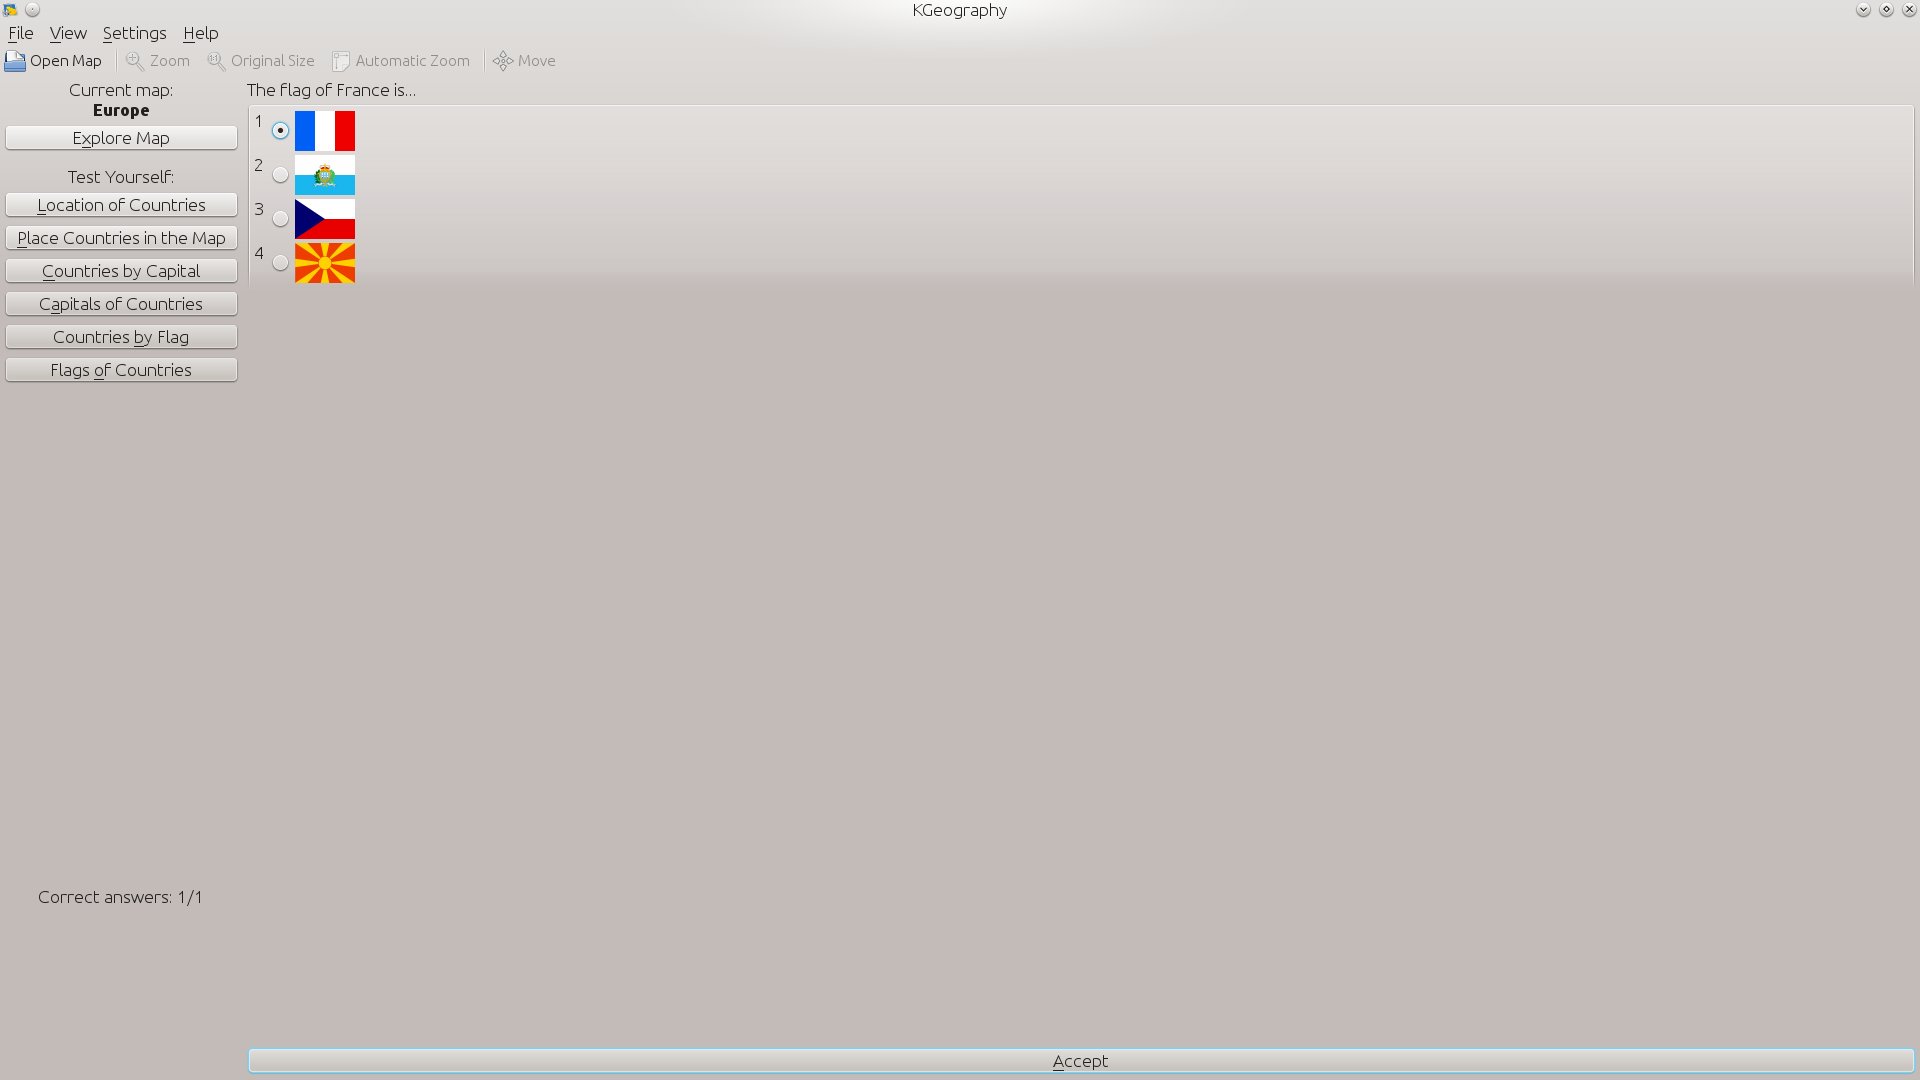 KGeography
File View Settings Help
Open Map Zoom Original Size Automatic Zoom Move
Current map:
Europe
Explore Map
Test Yourself:
Location of Countries
Place Countries in the Map
Countries by Capital
Capitals of Countries
Countries by Flag
Flags of Countries
Correct answers: 1/1
The flag of France is...
1
2
3
4
Accept